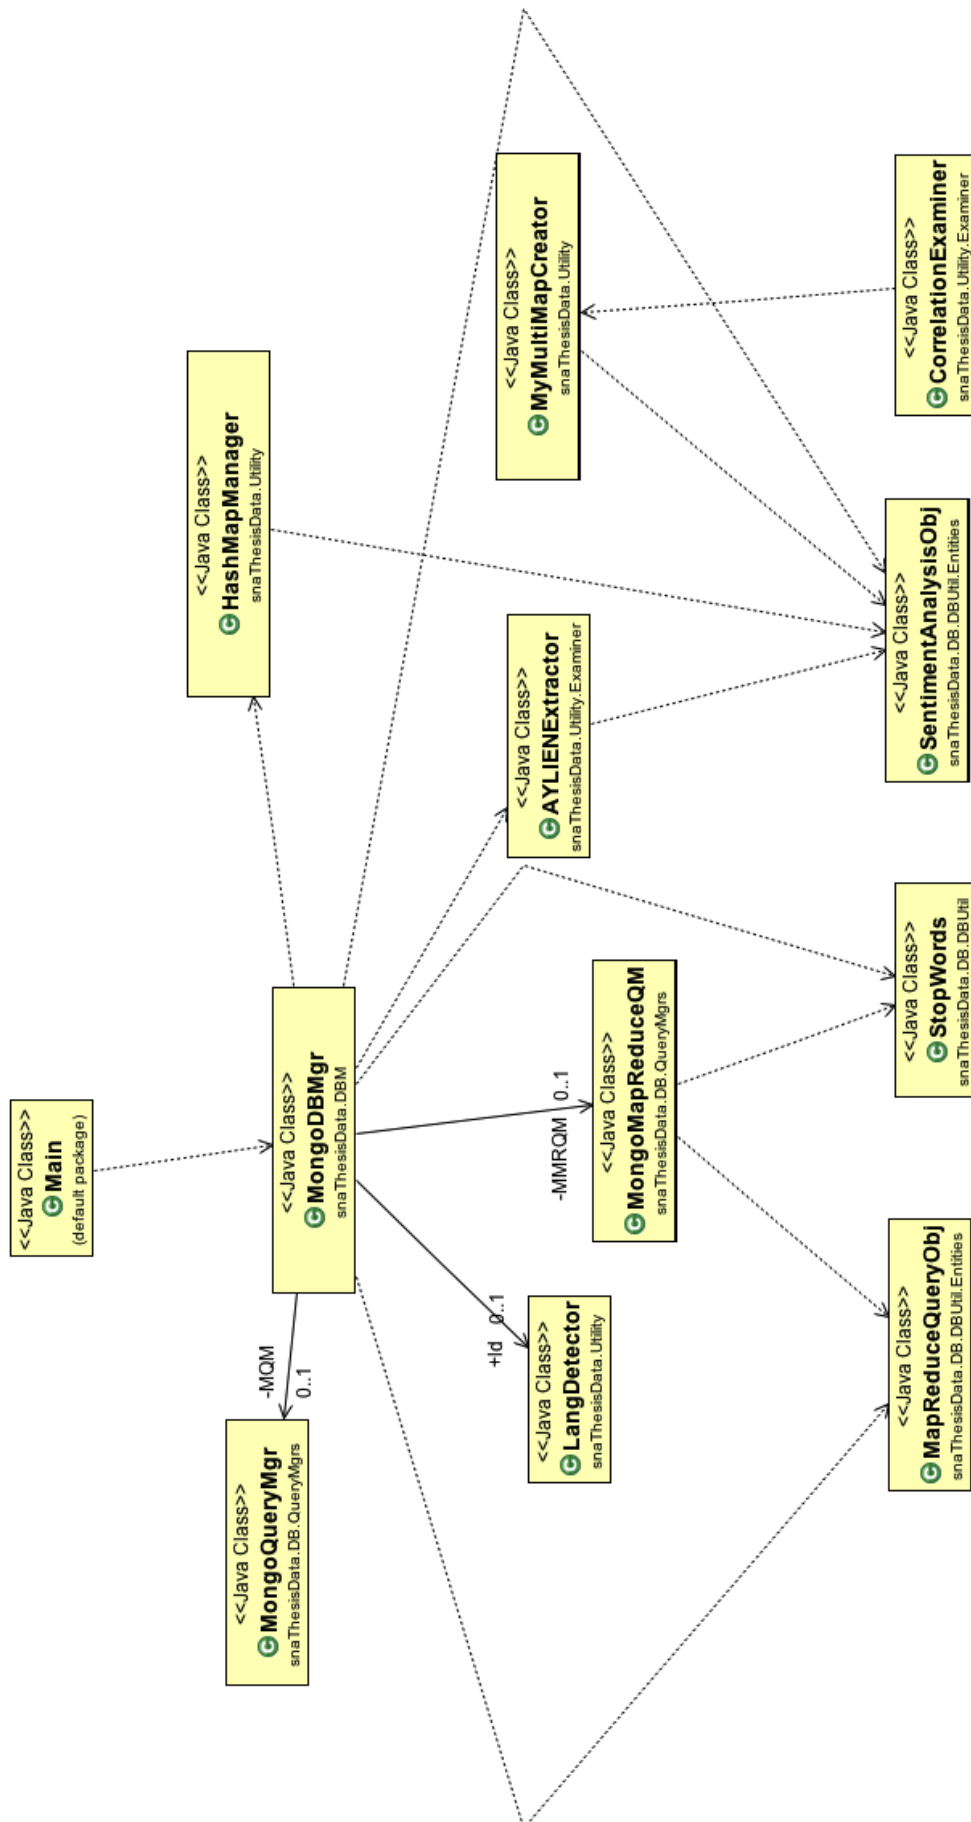 <<Java Class>>
Main
(default package)
<<Java Class>>
MongoQueryMgr
snaThesisData.DB.QueryMgrs
-MQM
0..1
<<Java Class>>
MongoDBMgr
snaThesisData.DBM
<<Java Class>>
HashMapManager
snaThesisData.Utility
+ld
0..1
-MMRQM
0..1
<<Java Class>>
LangDetector
snaThesisData.Utility
<<Java Class>>
MongoMapReduceQM
snaThesisData.DB.QueryMgrs
<<Java Class>>
AYLIENExtractor
snaThesisData.Utility.Examiner
<<Java Class>>
MyMultiMapCreator
snaThesisData.Utility
<<Java Class>>
MapReduceQueryObj
snaThesisData.DB.DBUtil.Entities
<<Java Class>>
StopWords
snaThesisData.DB.DBUtil
<<Java Class>>
SentimentAnalysisObj
snaThesisData.DB.DBUtil.Entities
<<Java Class>>
CorrelationExaminer
snaThesisData.Utility.Examiner